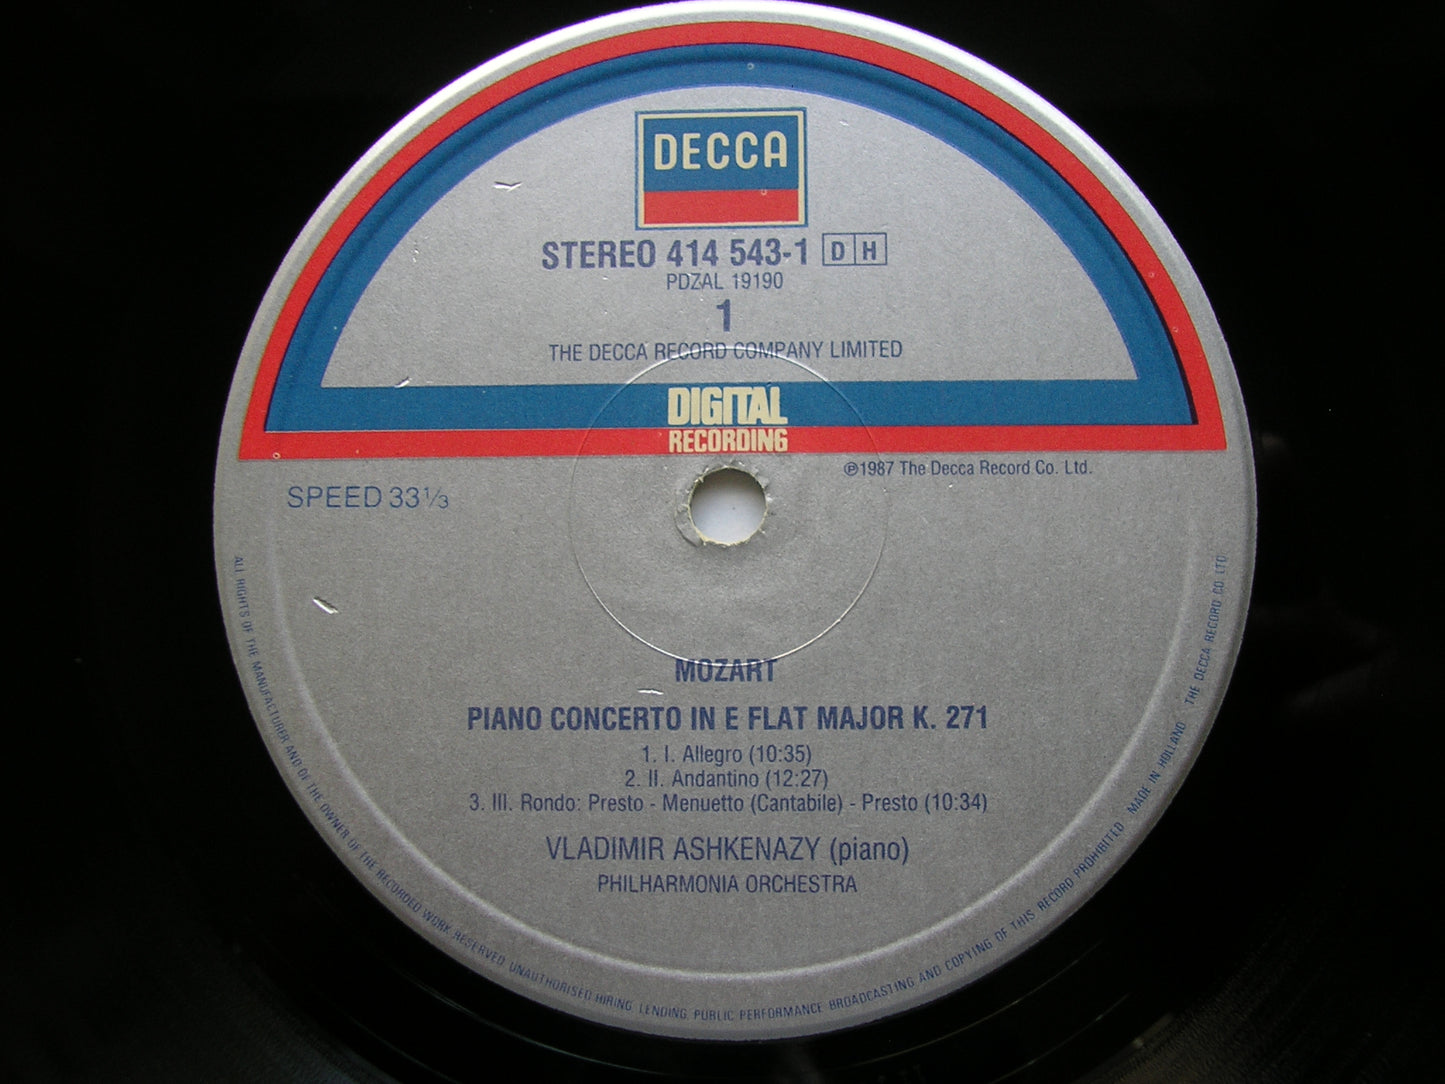 DECCA
STEREO 414 543-1 D H
PDZAL 19190
1
THE DECCA RECORD COMPANY LIMITED
DIGITAL
RECORDING
℗1987 The Decca Record Co. Ltd.
SPEED 33⅓
MOZART
PIANO CONCERTO IN E FLAT MAJOR K. 271
1. I. Allegro (10:35)
2. II. Andantino (12:27)
3. III. Rondo: Presto - Menuetto (Cantabile) - Presto (10:34)
VLADIMIR ASHKENAZY (piano)
PHILHARMONIA ORCHESTRA
ALL RIGHTS OF THE MANUFACTURER AND OF THE OWNER OF THE RECORDED WORK RESERVED UNAUTHORISED HIRING LENDING PUBLIC PERFORMANCE BROADCASTING AND COPYING OF THIS RECORD PROHIBITED MADE IN HOLLAND THE DECCA RECORD CO LTD